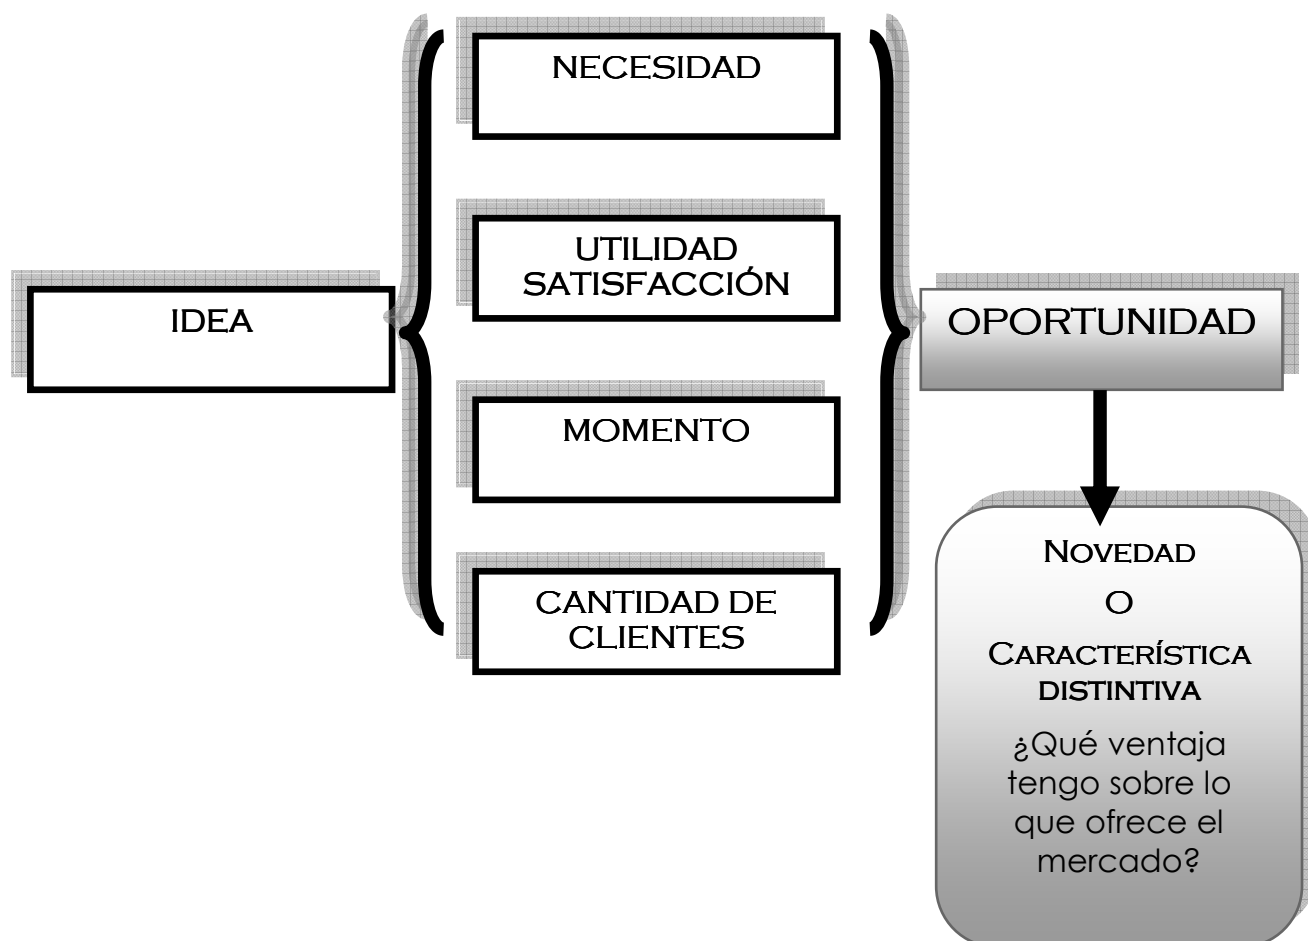 IDEA
NECESIDAD
UTILIDAD
SATISFACCIÓN
MOMENTO
CANTIDAD DE
CLIENTES
OPORTUNIDAD
NOVEDAD
O
CARACTERÍSTICA
DISTINTIVA
¿Qué ventaja
tengo sobre lo
que ofrece el
mercado?